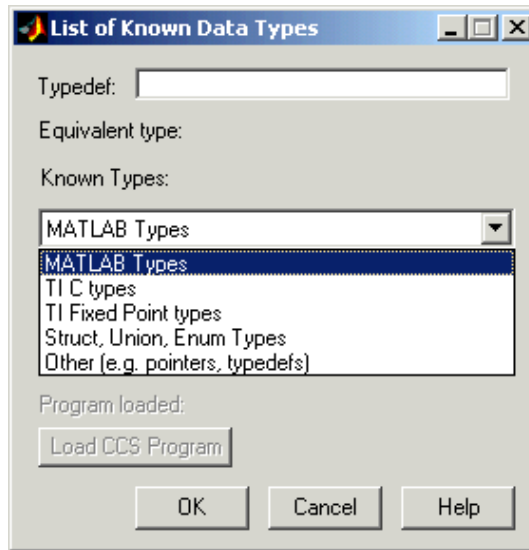 List of Known Data Types
Typedef:
Equivalent type:
Known Types:
MATLAB Types
MATLAB Types
TI C types
TI Fixed Point types
Struct, Union, Enum Types
Other (e.g. pointers, typedefs)
Program loaded:
Load CCS Program
OK Cancel Help